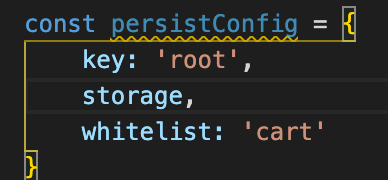 const persistConfig = {
    key: 'root',
    storage,
    whitelist: 'cart'
}